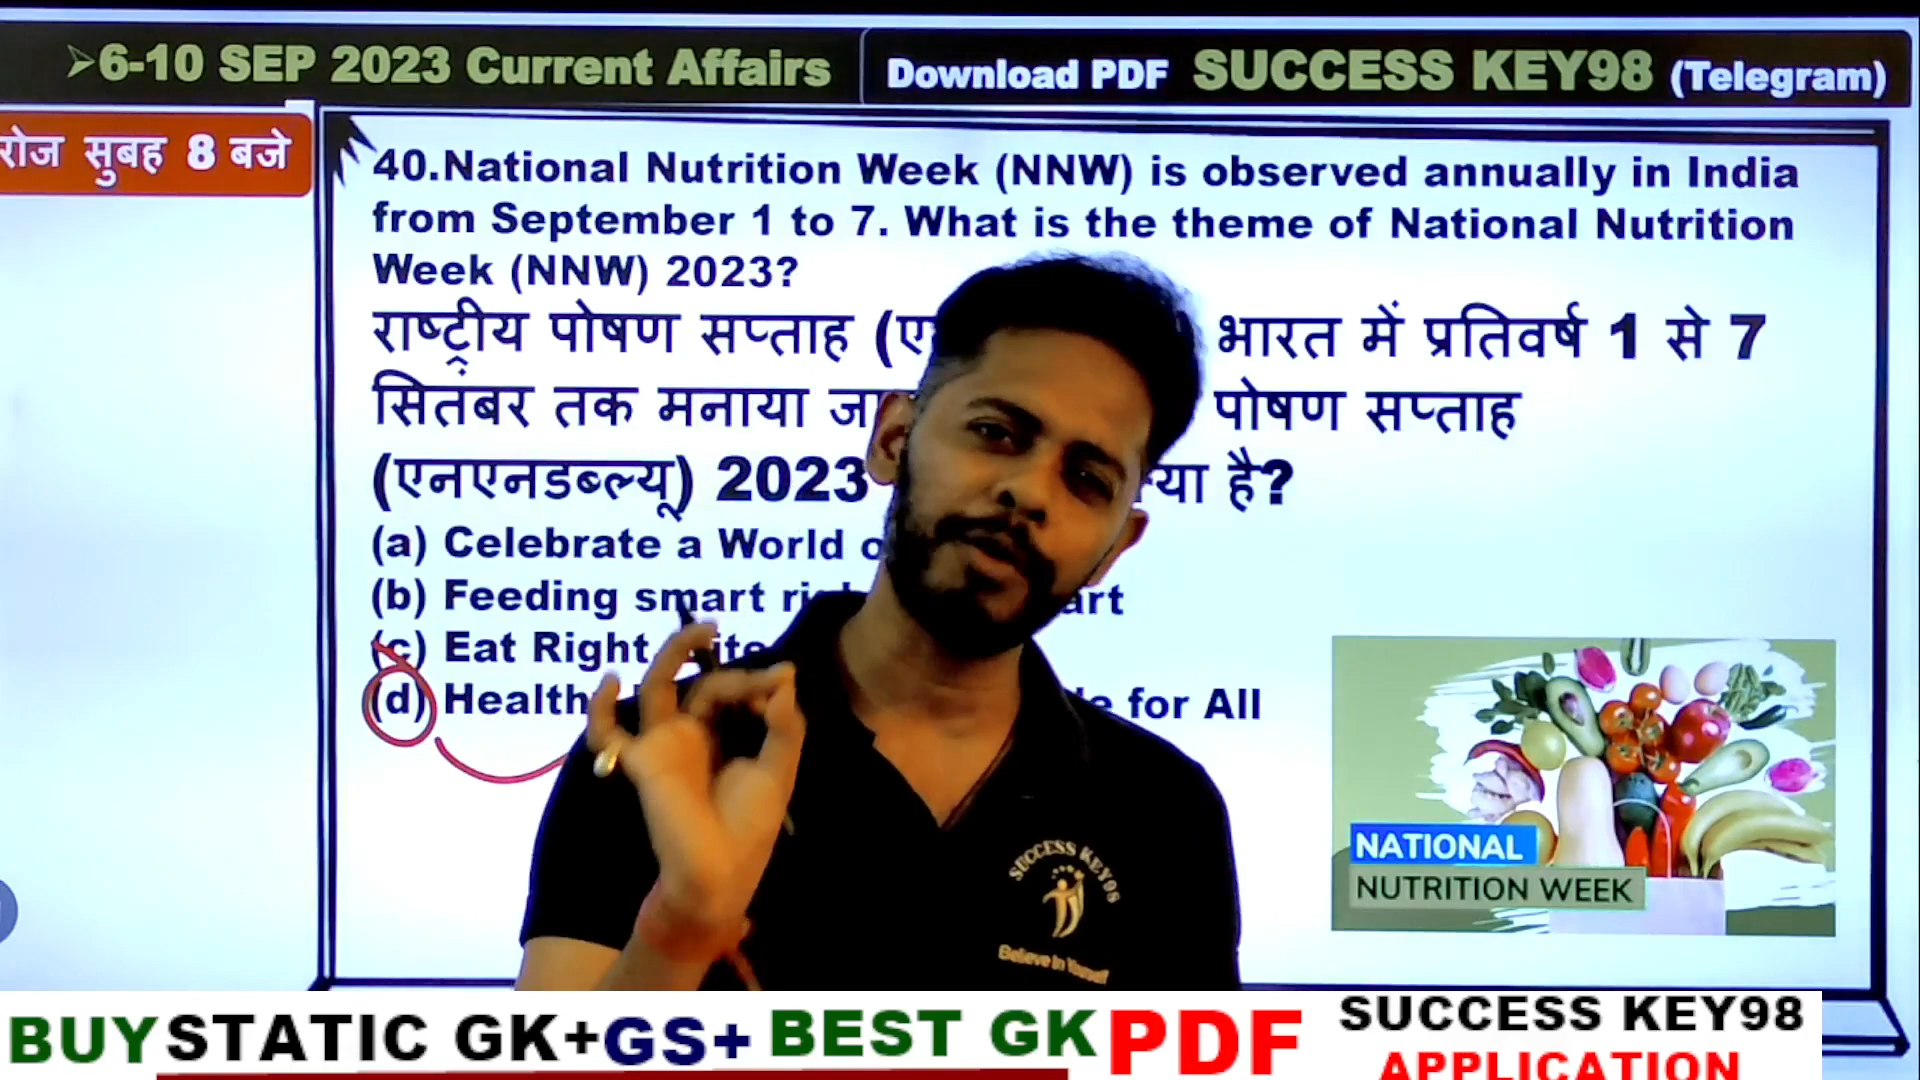 ➢6-10 SEP 2023 Current Affairs
Download PDF SUCCESS KEY98 (Telegram)
रोज सुबह 8 बजे
40.National Nutrition Week (NNW) is observed annually in India
from September 1 to 7. What is the theme of National Nutrition
Week (NNW) 2023?
राष्ट्रीय पोषण सप्ताह भारत में प्रतिवर्ष 1 से 7
सितंबर तक मनाया पोषण सप्ताह
(एनएनडब्ल्यू) 2023 है?
(a) Celebrate a World
(b) Feeding smart
(c) Eat Right
(d) for All
NATIONAL
NUTRITION WEEK
SUCCESS KEY98
Believe In Yourself
BUY STATIC GK+GS+ BEST GK PDF
SUCCESS KEY98
APPLICATION